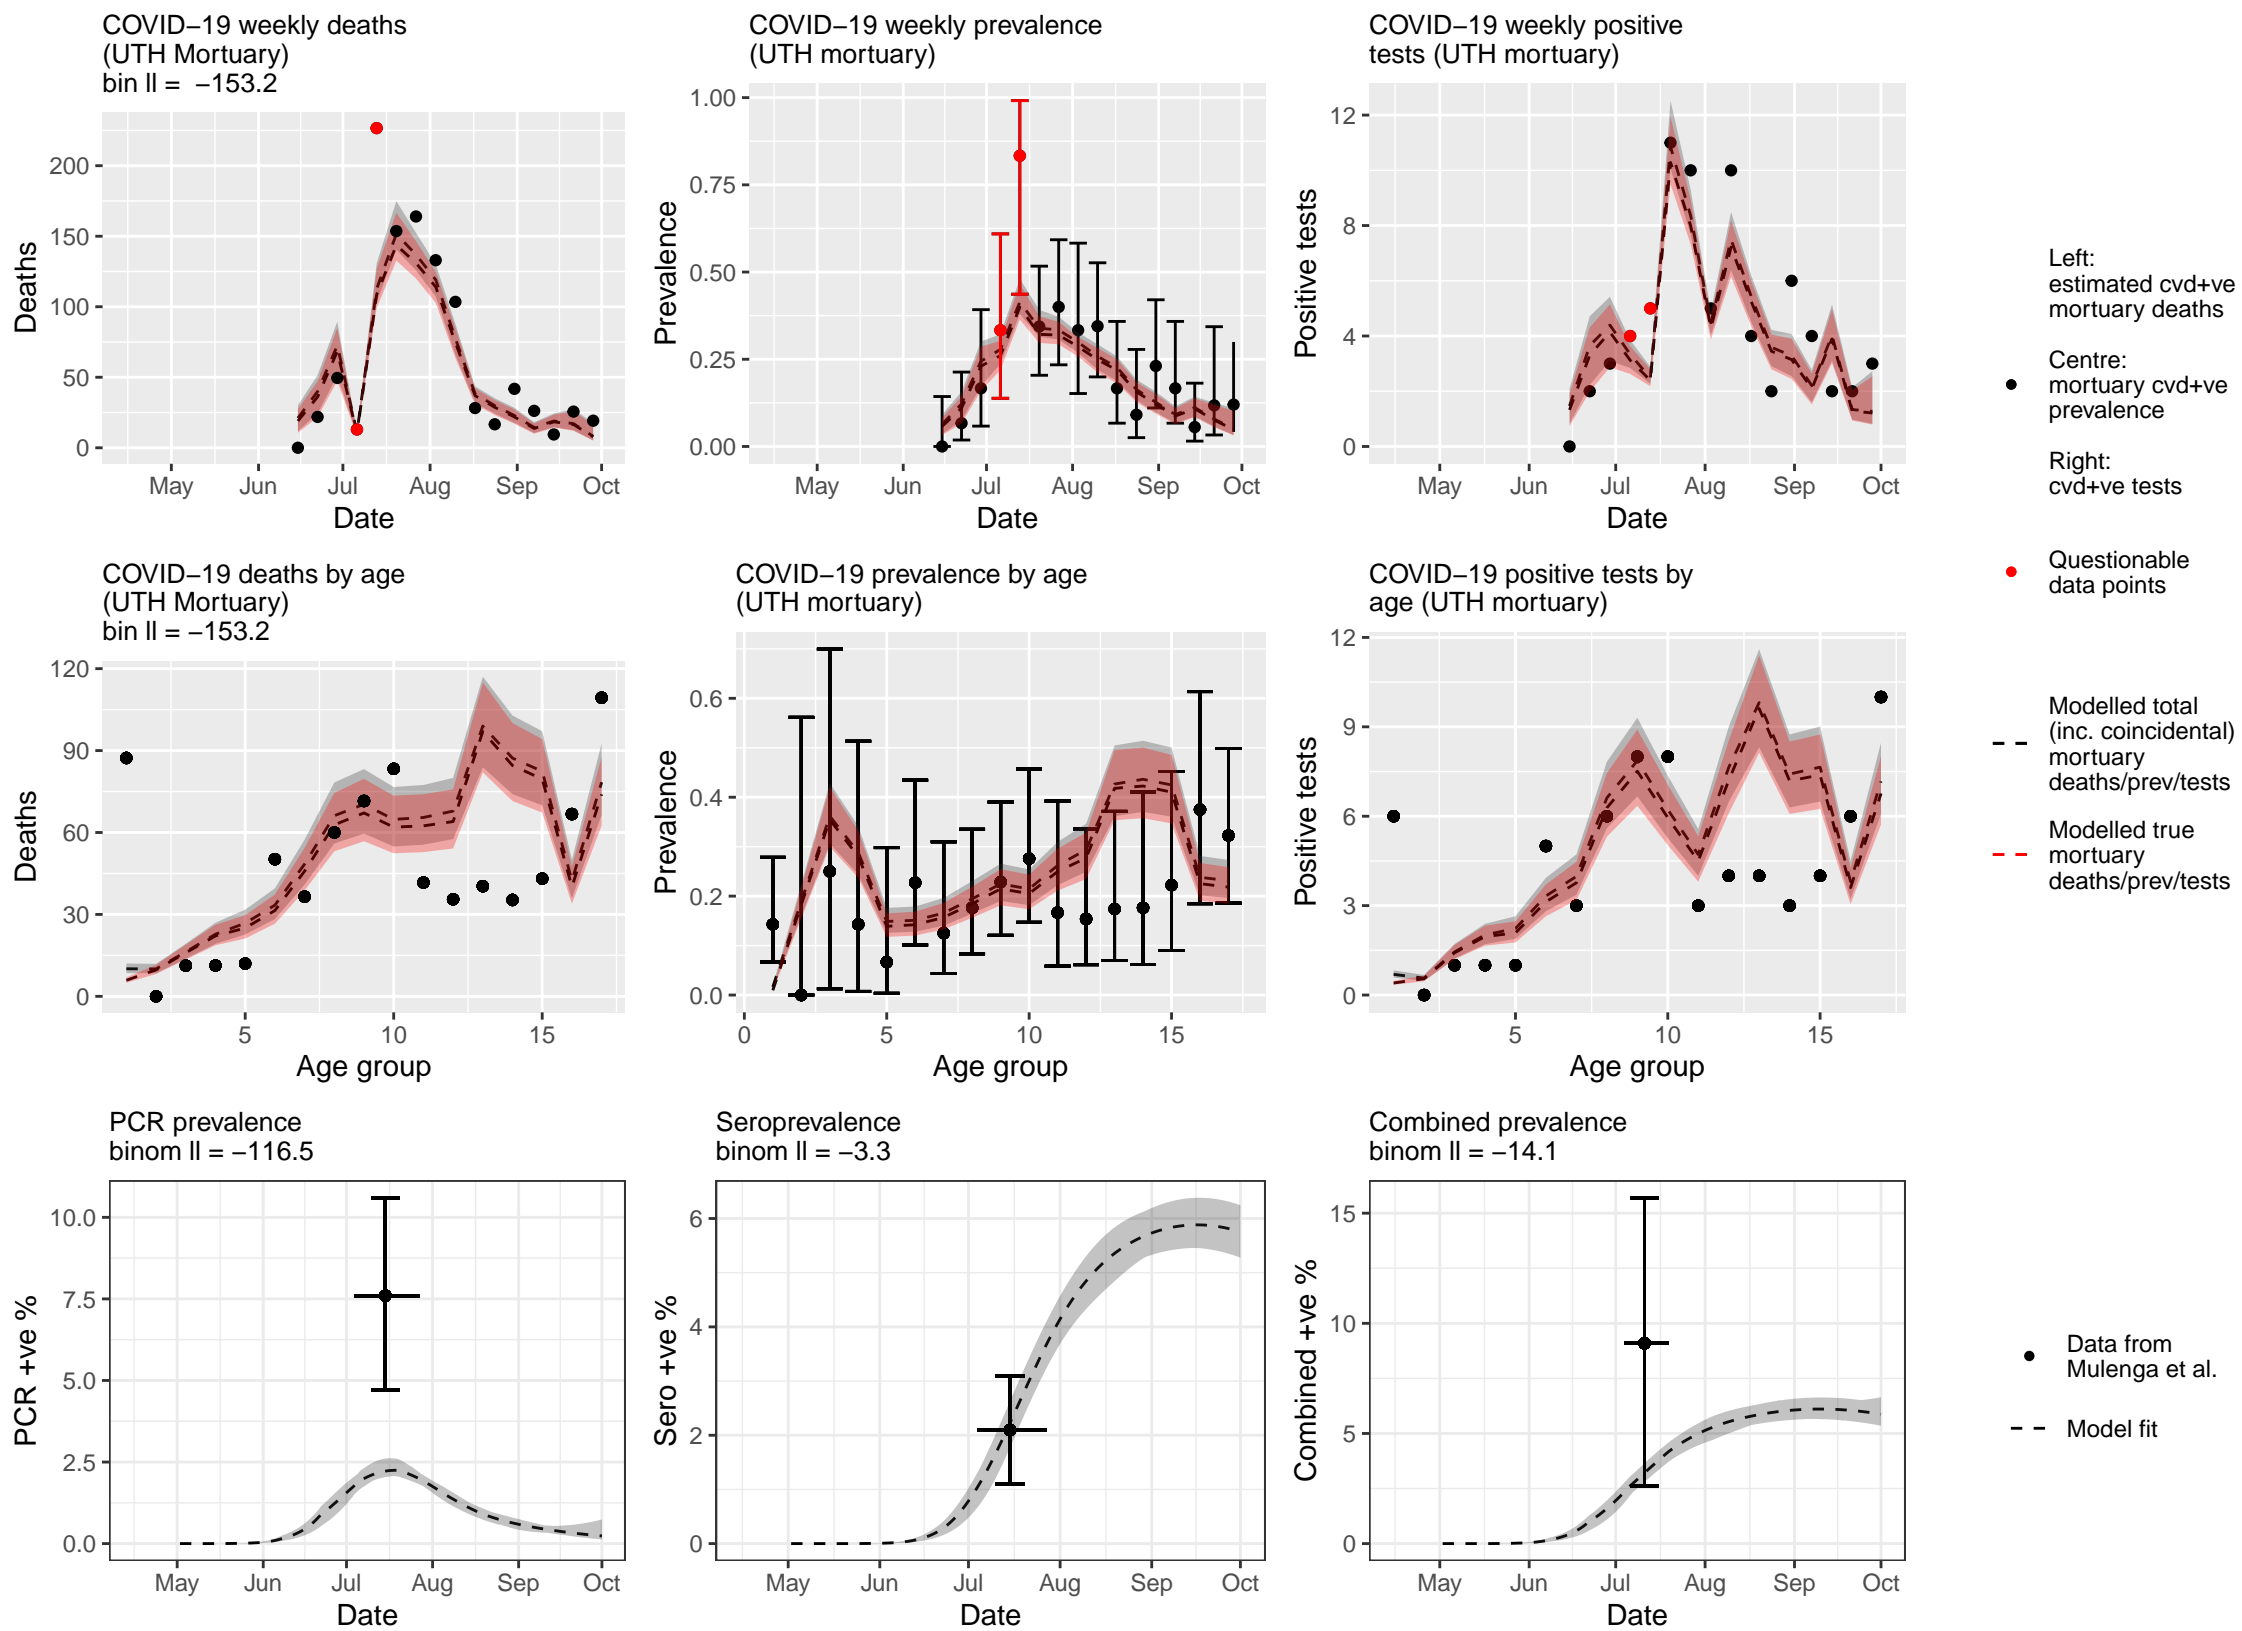 COVID−19 weekly deaths
(UTH Mortuary)
bin ll =  −153.2
200
150
100
50
0
Deaths
May Jun Jul Aug Sep Oct
Date
COVID−19 weekly prevalence
(UTH mortuary)
1.00
0.75
0.50
0.25
0.00
Prevalence
May Jun Jul Aug Sep Oct
Date
COVID−19 weekly positive
tests (UTH mortuary)
12
8
4
0
Positive tests
May Jun Jul Aug Sep Oct
Date
Left:
estimated cvd+ve
mortuary deaths
Centre:
mortuary cvd+ve
prevalence
Right:
cvd+ve tests
Questionable
data points
Modelled total
(inc. coincidental)
mortuary
deaths/prev/tests
Modelled true
mortuary
deaths/prev/tests
COVID−19 deaths by age
(UTH Mortuary)
bin ll = −153.2
120
90
60
30
0
Deaths
5 10 15
Age group
COVID−19 prevalence by age
(UTH mortuary)
0.6
0.4
0.2
0.0
Prevalence
0 5 10 15
Age group
COVID−19 positive tests by
age (UTH mortuary)
12
9
6
3
0
Positive tests
5 10 15
Age group
PCR prevalence
binom ll = −116.5
10.0
7.5
5.0
2.5
0.0
PCR +ve %
May Jun Jul Aug Sep Oct
Date
Seroprevalence
binom ll = −3.3
6
4
2
0
Sero +ve %
May Jun Jul Aug Sep Oct
Date
Combined prevalence
binom ll = −14.1
15
10
5
0
Combined +ve %
May Jun Jul Aug Sep Oct
Date
Data from
Mulenga et al.
Model fit